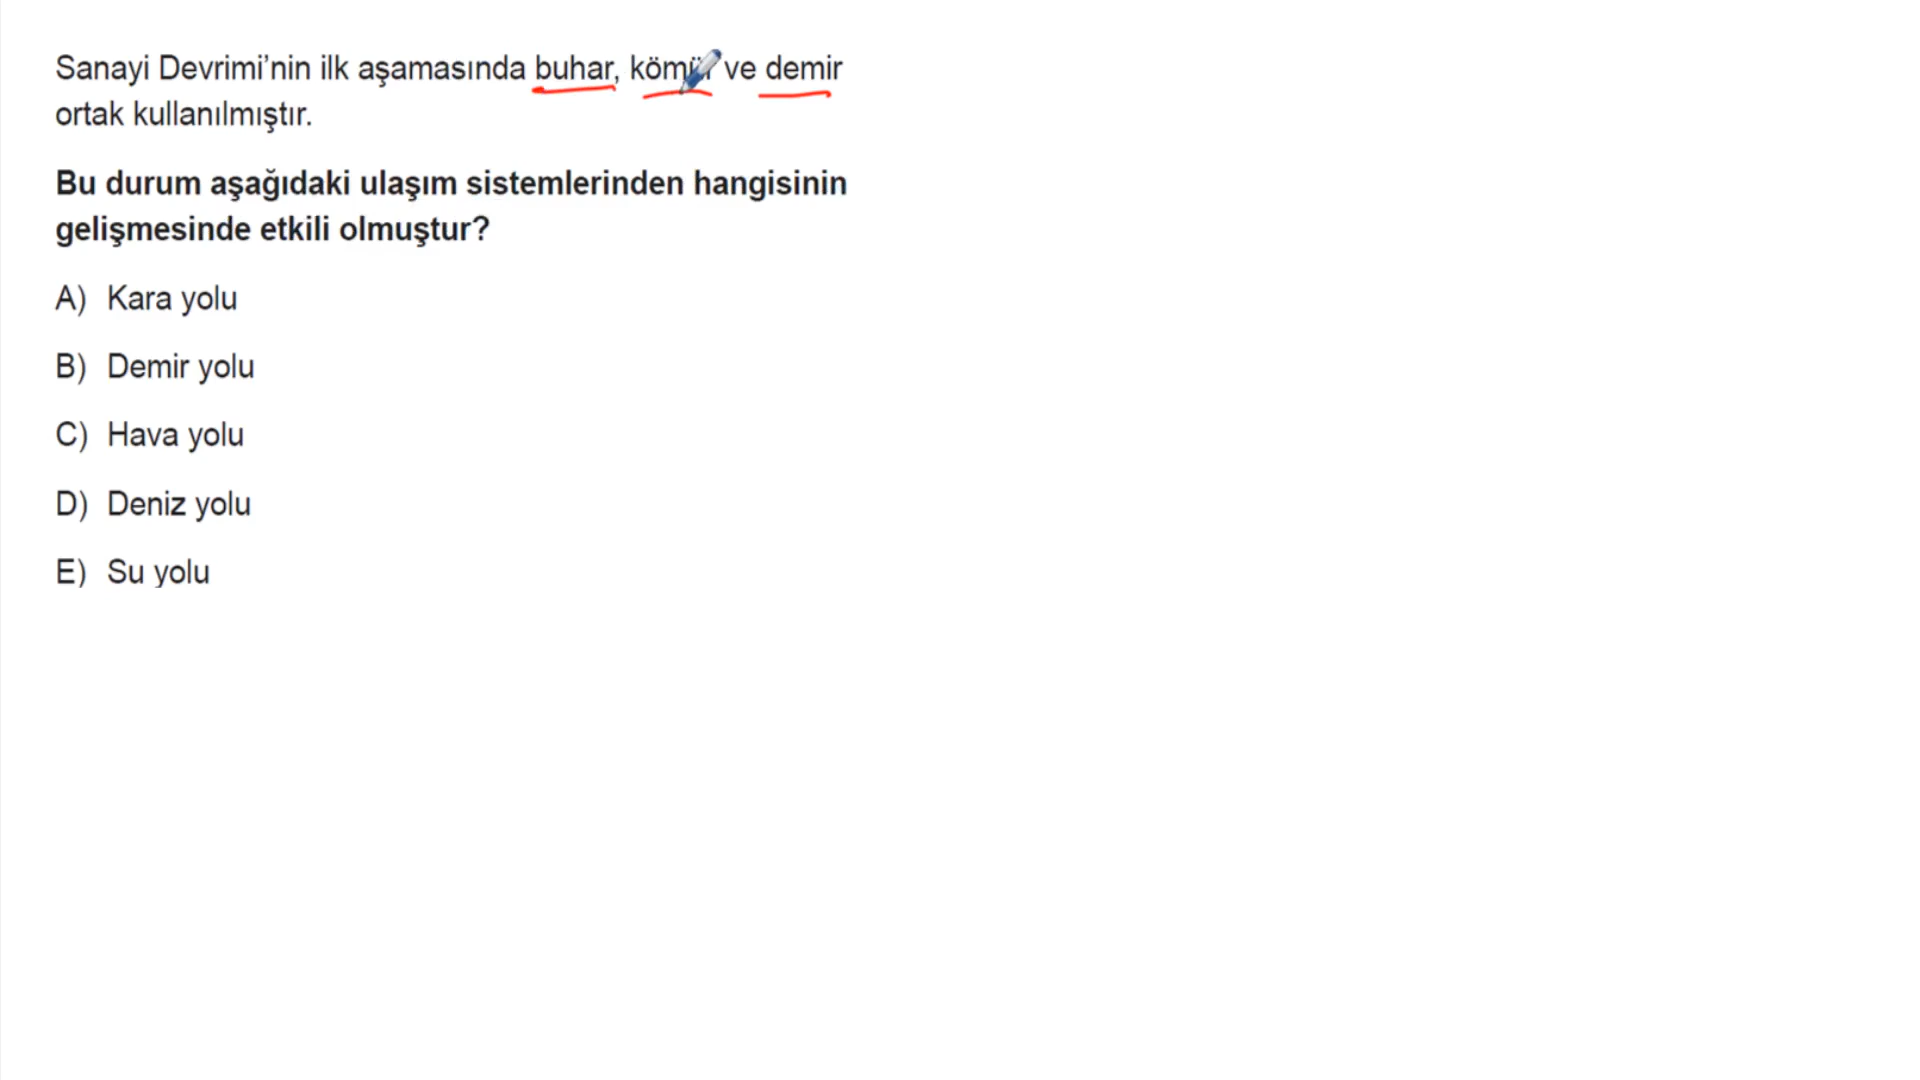 Sanayi Devrimi’nin ilk aşamasında buhar, kömür ve demir
ortak kullanılmıştır.
Bu durum aşağıdaki ulaşım sistemlerinden hangisinin
gelişmesinde etkili olmuştur?
A) Kara yolu
B) Demir yolu
C) Hava yolu
D) Deniz yolu
E) Su yolu